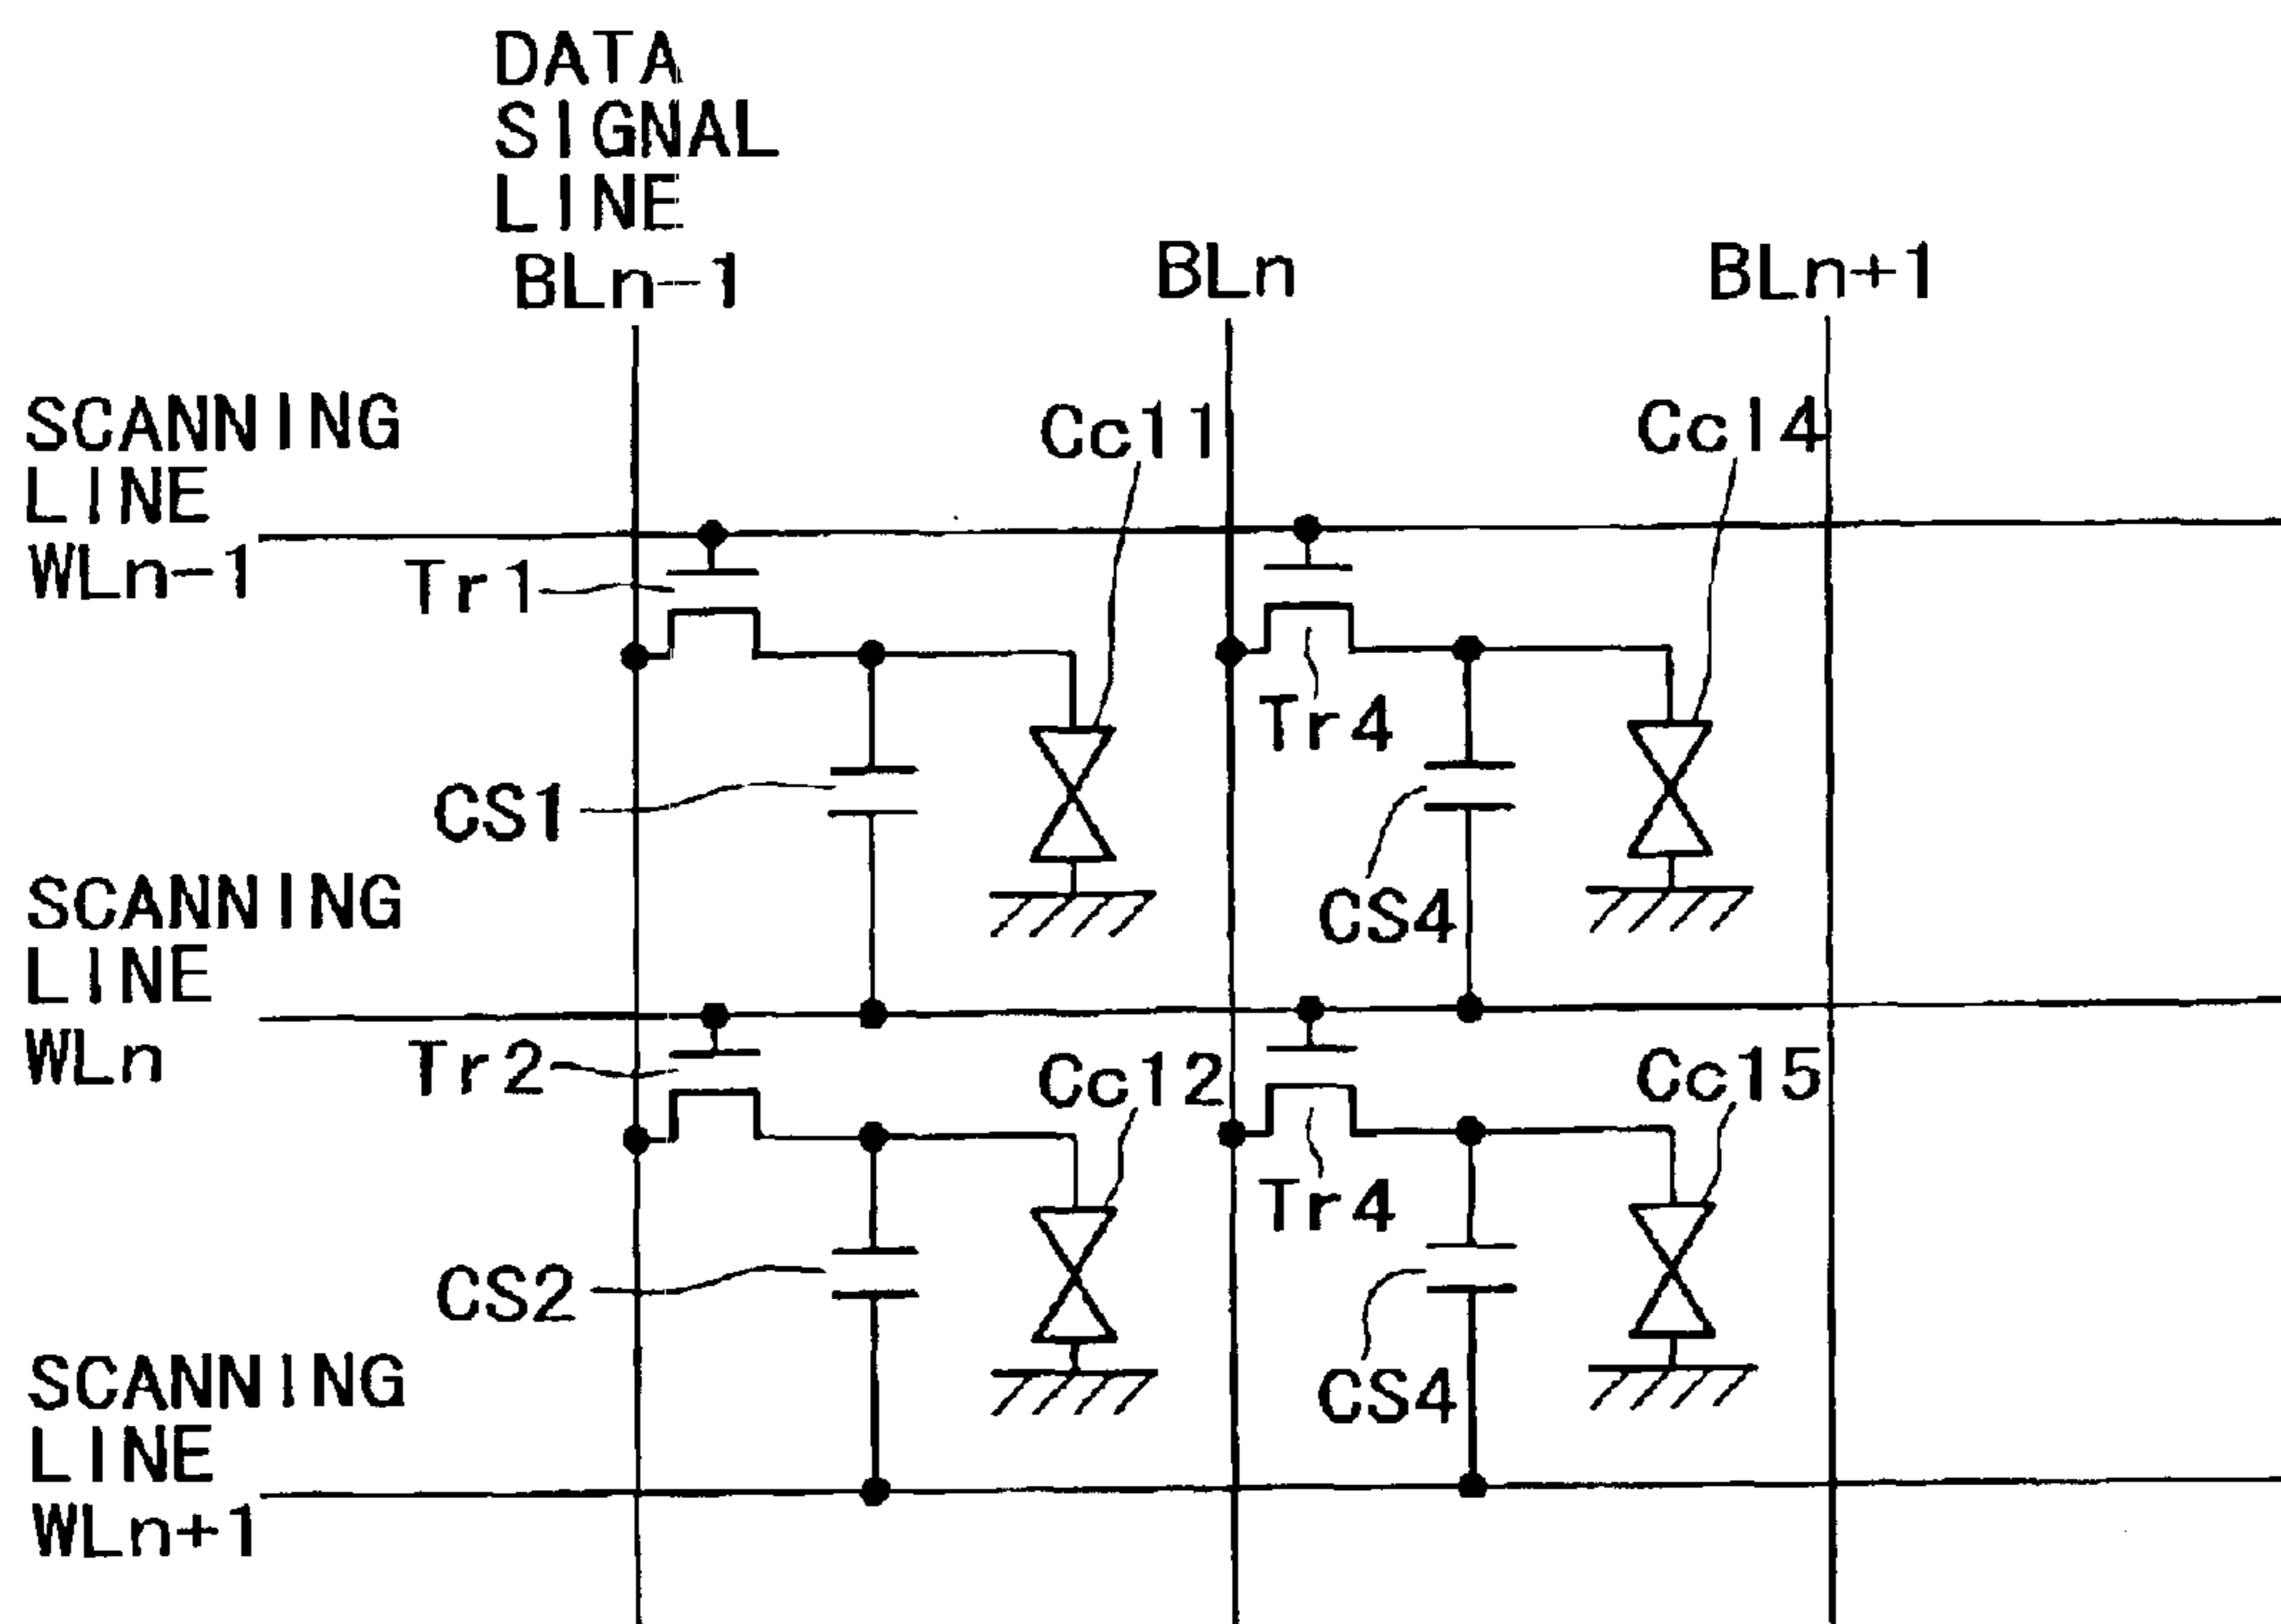 DATA
SIGNAL
LINE
BLn-1
BLn
BLn+1
SCANNING
LINE
WLn-1
Cc11
Cc14
Tr1
Tr4
CS1
CS4
SCANNING
LINE
WLn
Tr2
Cc12
Cc15
Tr4
CS2
CS4
SCANNING
LINE
WLn+1